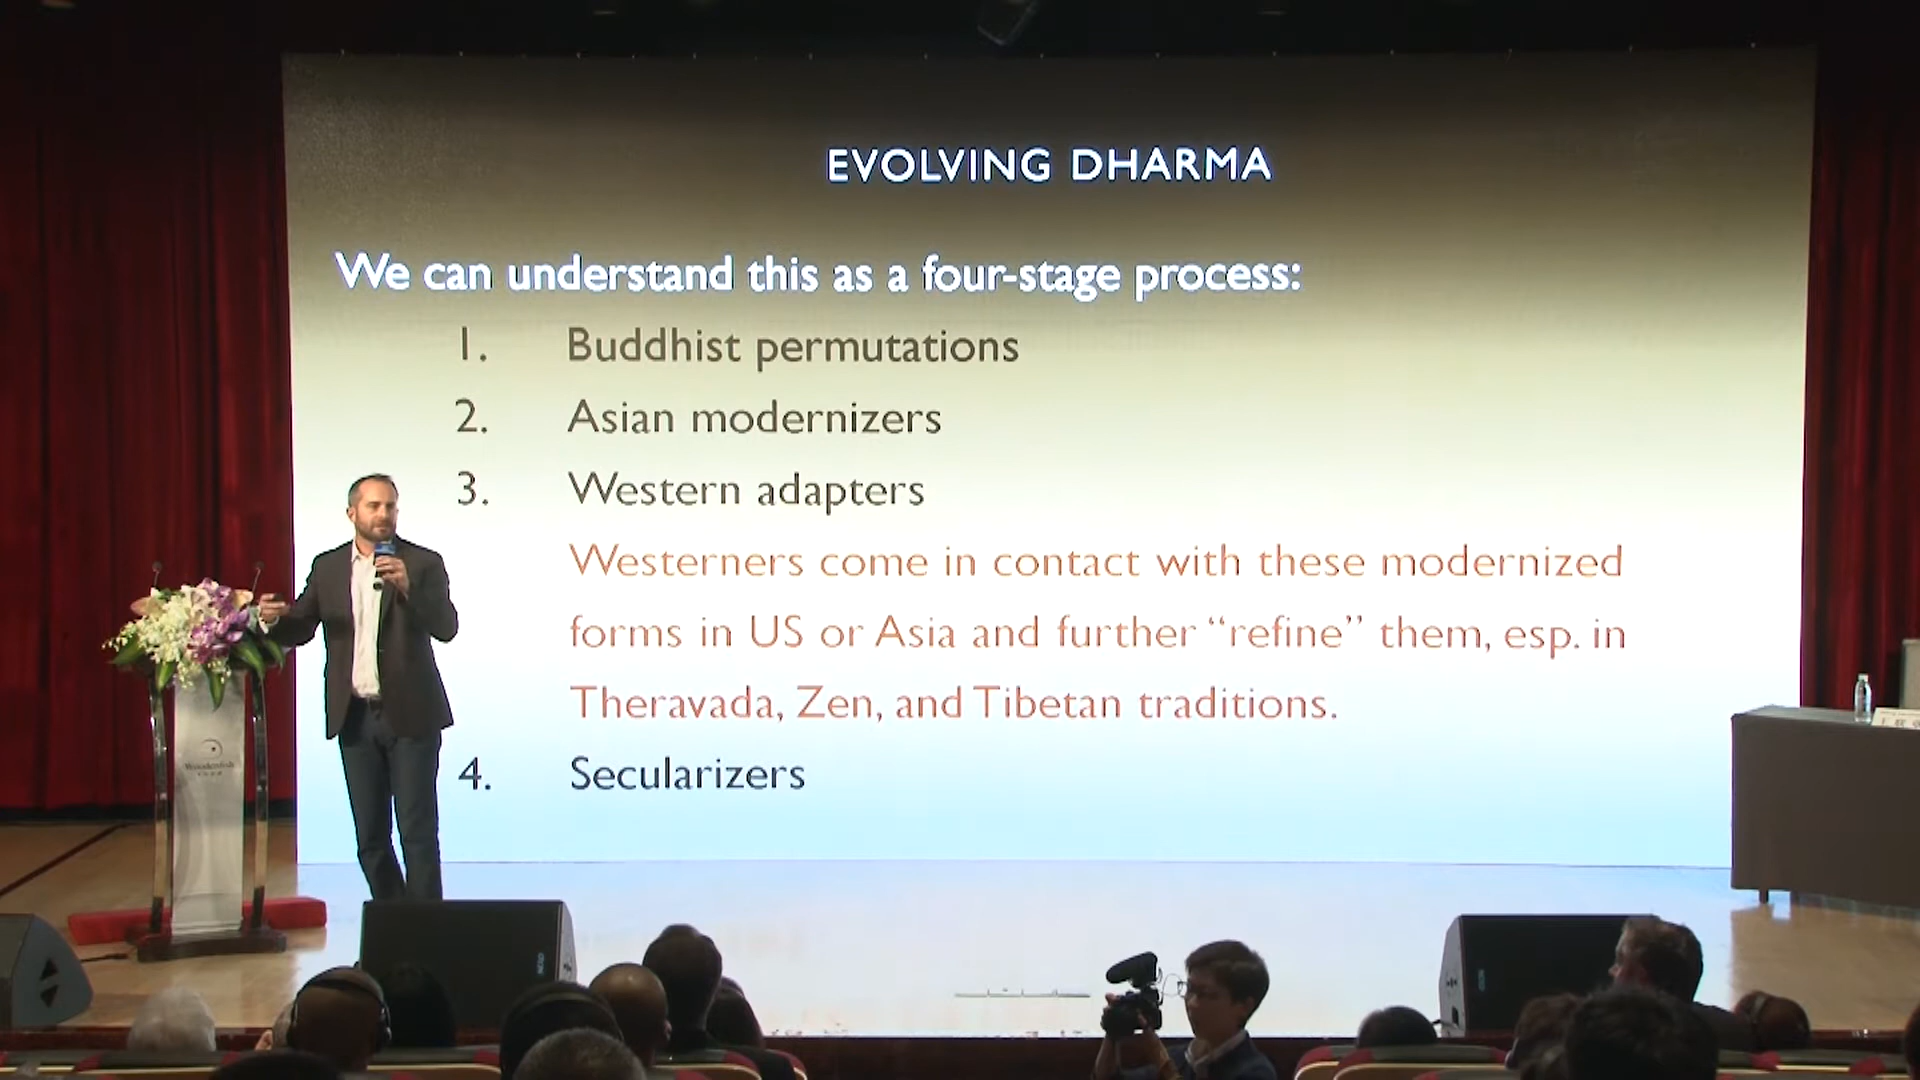 EVOLVING DHARMA
We can understand this as a four-stage process:
1. Buddhist permutations
2. Asian modernizers
3. Western adapters
Westerners come in contact with these modernized
forms in US or Asia and further “refine” them, esp. in
Theravada, Zen, and Tibetan traditions.
4. Secularizers
Woodenfish